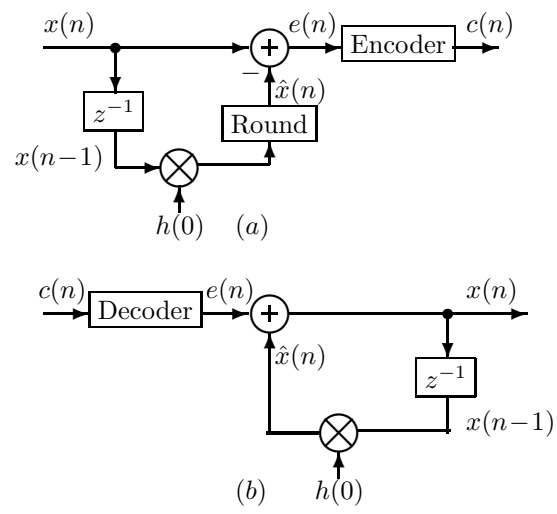 x(n) e(n) c(n)
+ Encoder
− x̂(n)
z⁻¹ Round
x(n−1)
h(0) (a)
c(n) e(n) x(n)
Decoder +
x̂(n)
z⁻¹
x(n−1)
(b) h(0)